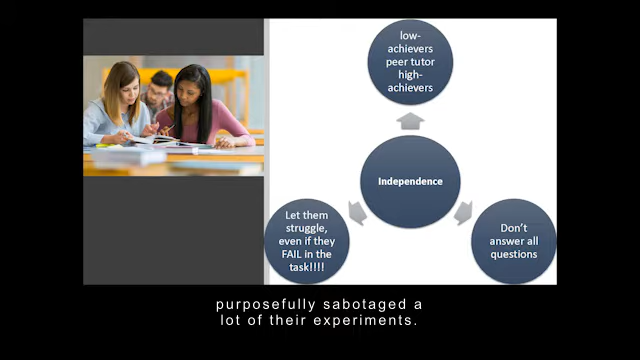 low-
achievers
peer tutor
high-
achievers
Independence
Let them
struggle,
even if they
FAIL in the
task!!!!
Don't
answer all
questions
purposefully sabotaged a
lot of their experiments.